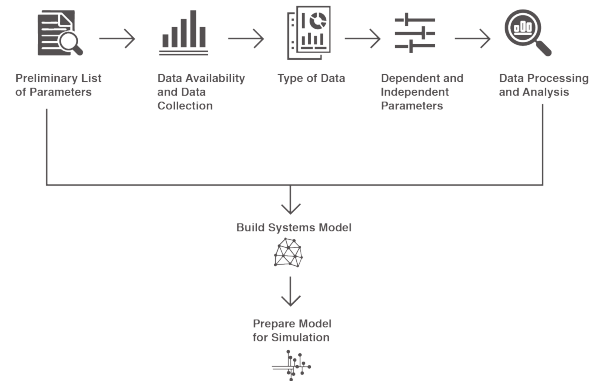 Preliminary List
of Parameters
Data Availability
and Data
Collection
Type of Data
Dependent and
Independent
Parameters
Data Processing
and Analysis
Build Systems Model
Prepare Model
for Simulation